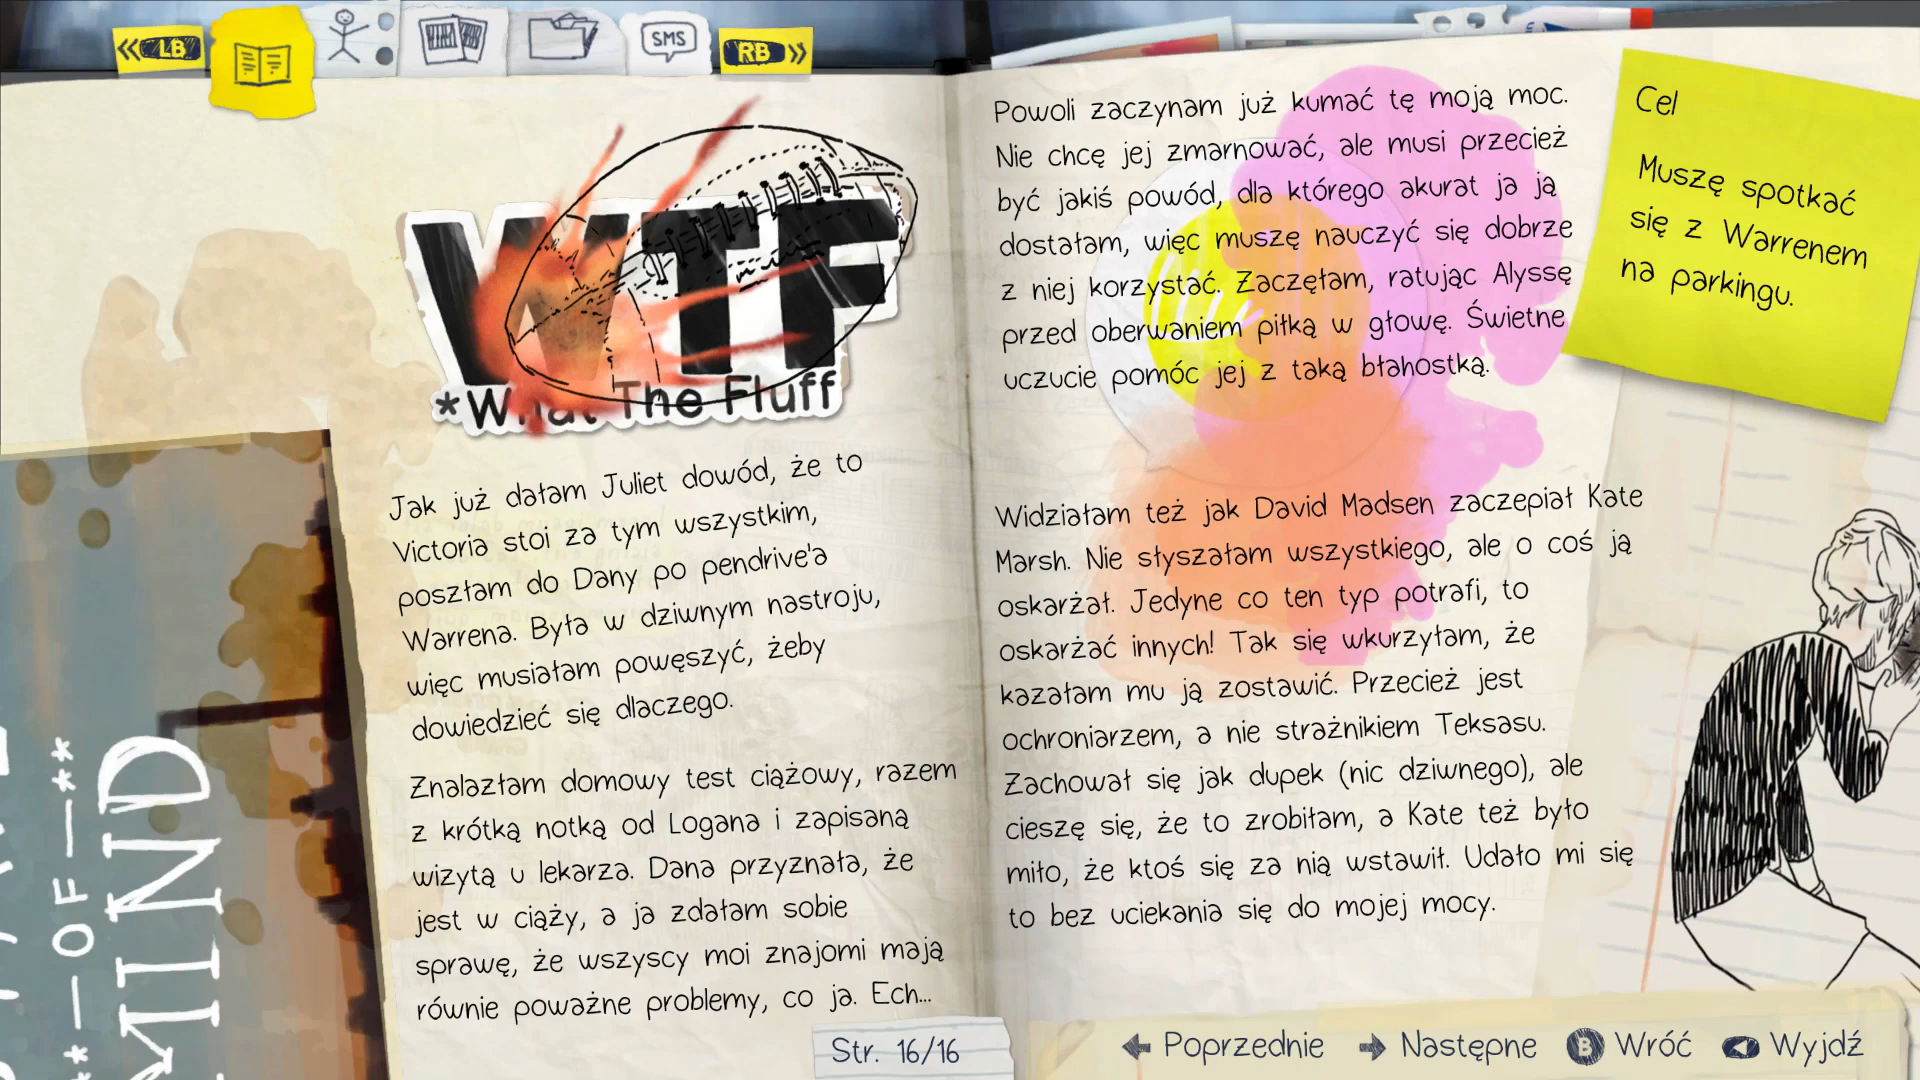 LB
SMS
RB
WTF
The Fluff
Jak już dałam Juliet dowód, że to
Victoria stoi za tym wszystkim,
poszłam do Dany po pendrive'a
Warrena. Była w dziwnym nastroju,
więc musiałam powęszyć, żeby
dowiedzieć się dlaczego.
Znalazłam domowy test ciążowy, razem
z krótką notką od Logana i zapisaną
wizytą u lekarza. Dana przyznała, że
jest w ciąży, a ja zdałam sobie
sprawę, że wszyscy moi znajomi mają
równie poważne problemy, co ja. Ech...
OF
MIND
Powoli zaczynam już kumać tę moją moc.
Nie chcę jej zmarnować, ale musi przecież
być jakiś powód, dla którego akurat ja ją
dostałam, więc muszę nauczyć się dobrze
z niej korzystać. Zaczęłam, ratując Alyssę
przed oberwaniem piłką w głowę. Świetne
uczucie pomóc jej z taką błahostką.
Widziałam też jak David Madsen zaczepiał Kate
Marsh. Nie słyszałam wszystkiego, ale o coś ją
oskarżał. Jedyne co ten typ potrafi, to
oskarżać innych! Tak się wkurzyłam, że
kazałam mu ją zostawić. Przecież jest
ochroniarzem, a nie strażnikiem Teksasu.
Zachował się jak dupek (nic dziwnego), ale
cieszę się, że to zrobiłam, a Kate też było
miło, że ktoś się za nią wstawił. Udało mi się
to bez uciekania się do mojej mocy.
Cel
Muszę spotkać
się z Warrenem
na parkingu.
Str. 16/16
Poprzednie
Następne
B Wróć
Wyjdź